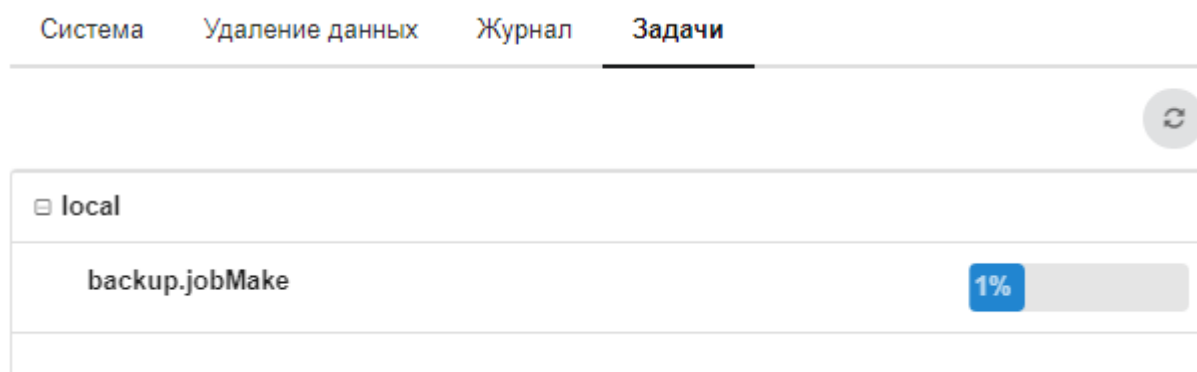 Система Удаление данных Журнал Задачи
local
backup.jobMake 1%